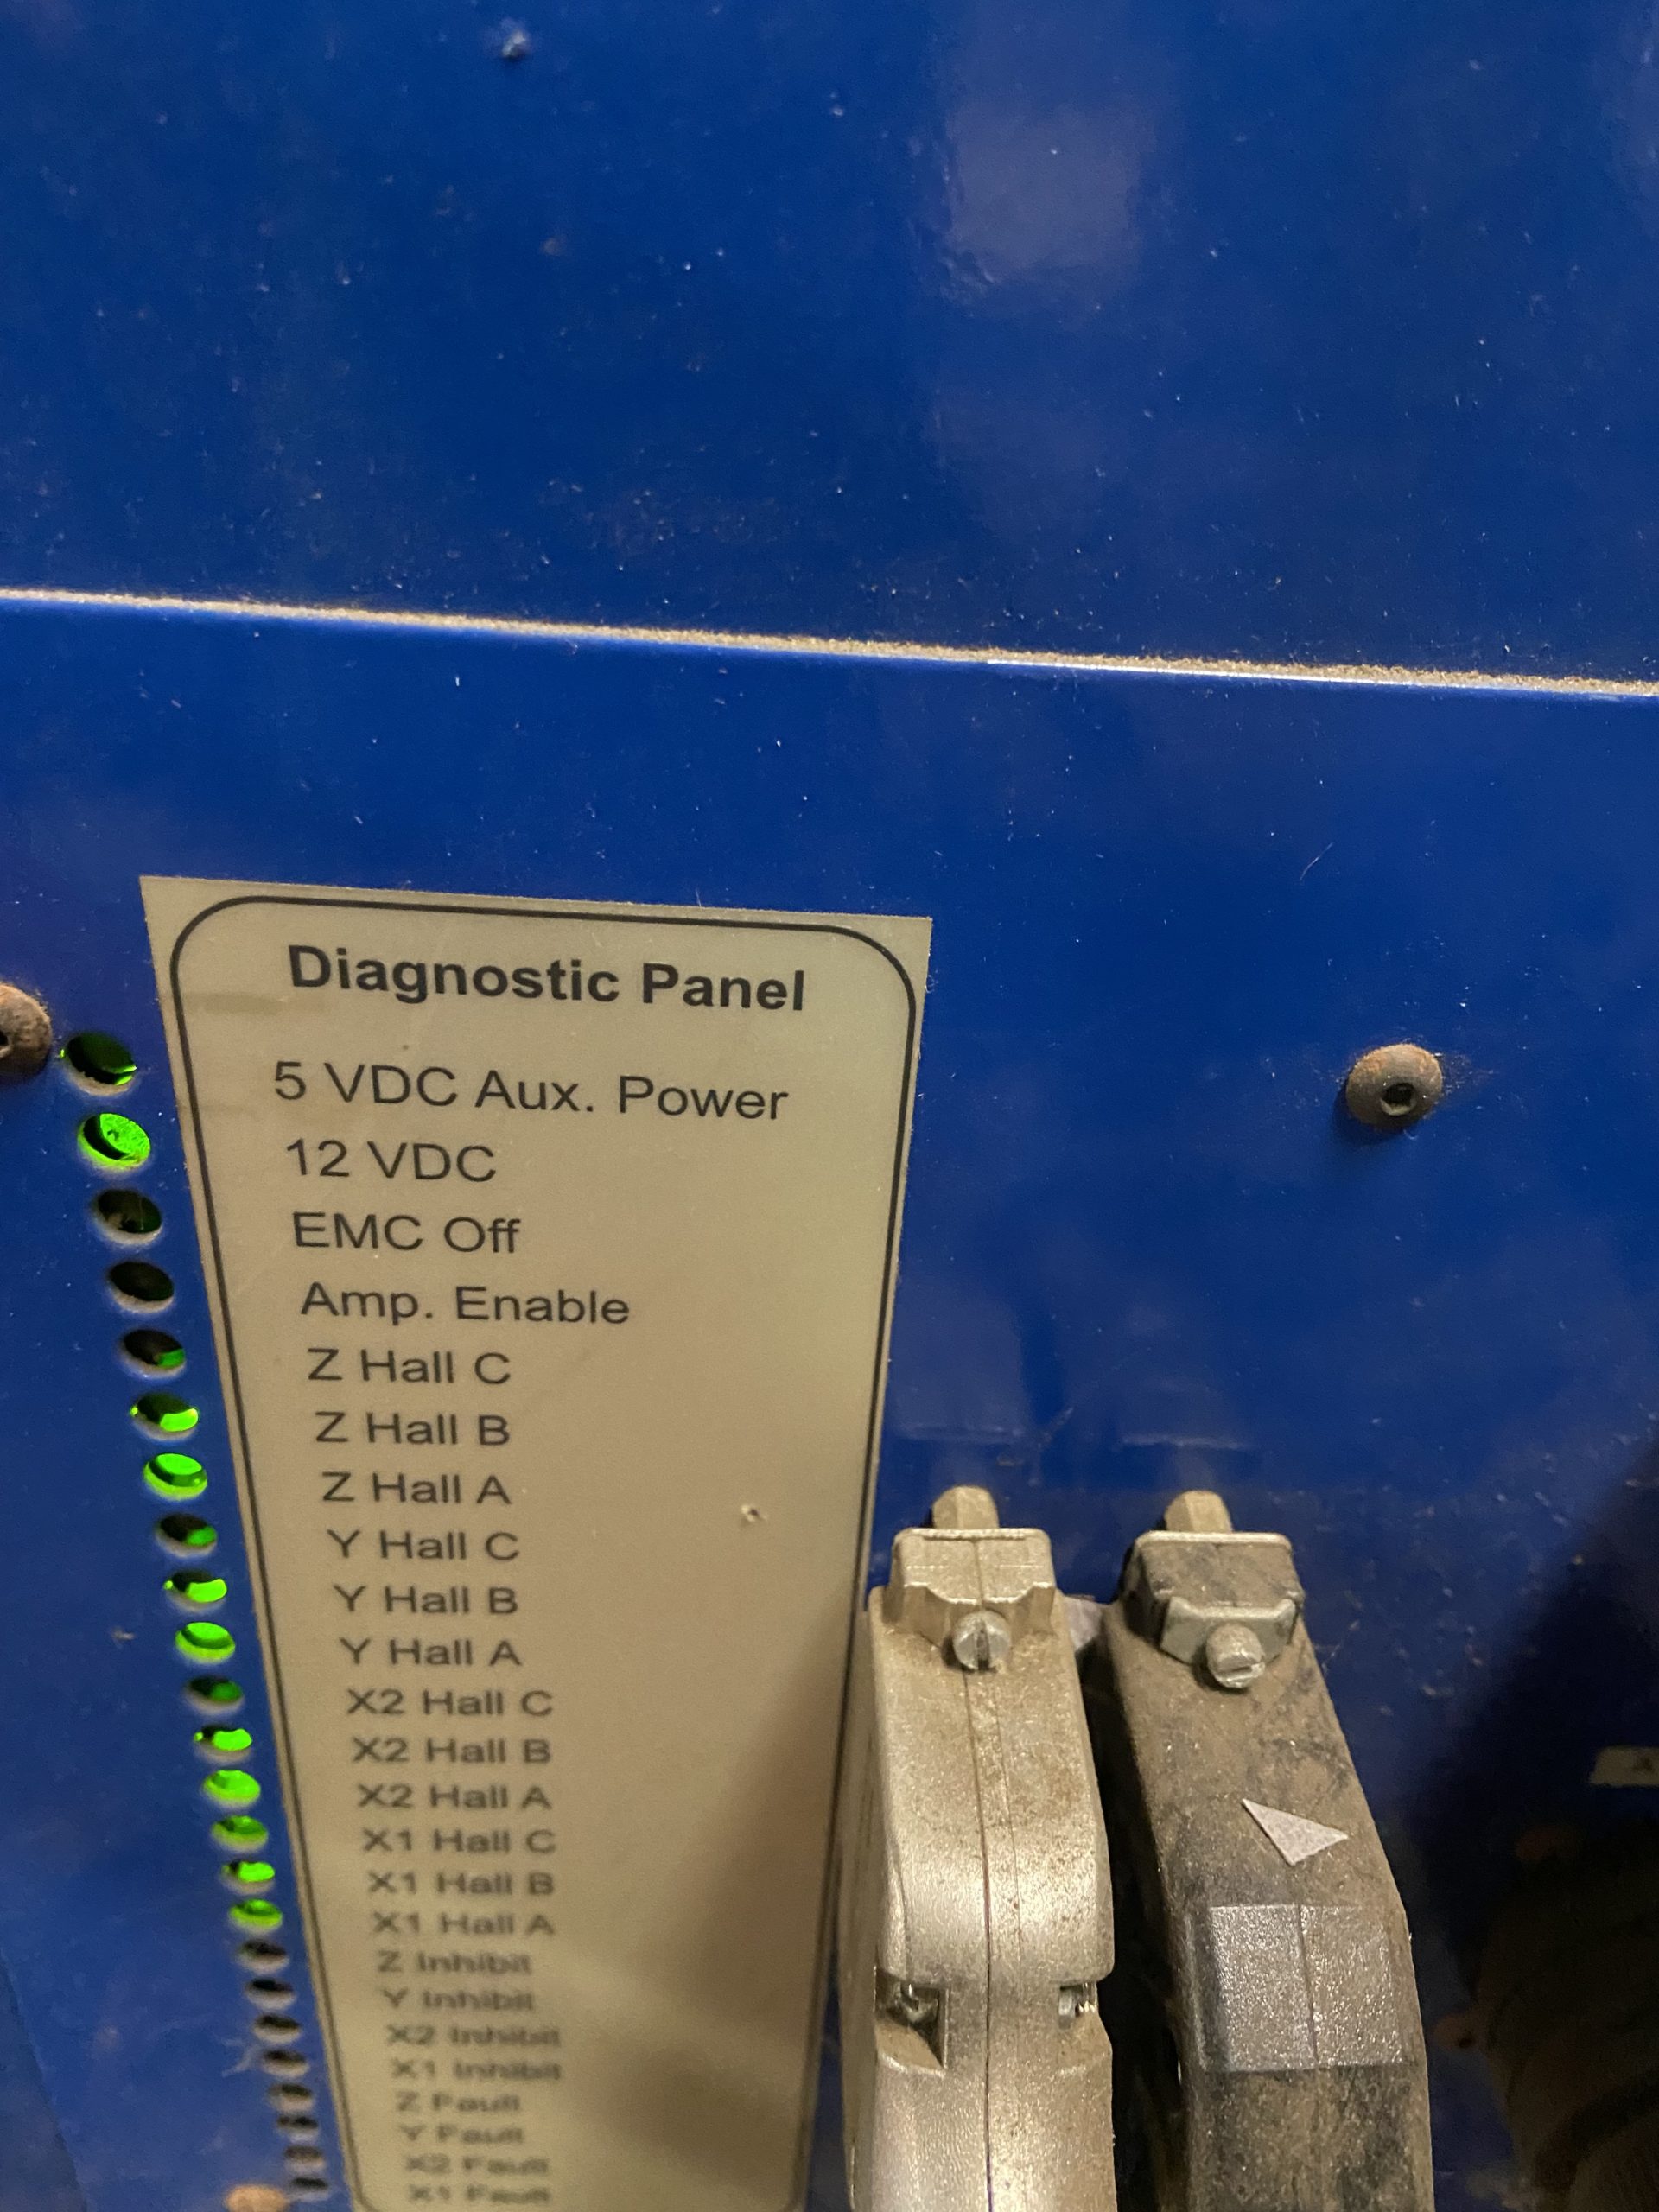 Diagnostic Panel
5 VDC Aux. Power
12 VDC
EMC Off
Amp. Enable
Z Hall C
Z Hall B
Z Hall A
Y Hall C
Y Hall B
Y Hall A
X2 Hall C
X2 Hall B
X2 Hall A
X1 Hall C
X1 Hall B
X1 Hall A
Z Inhibit
Y Inhibit
X2 Inhibit
X1 Inhibit
Z Fault
Y Fault
X2 Fault
X1 Fault